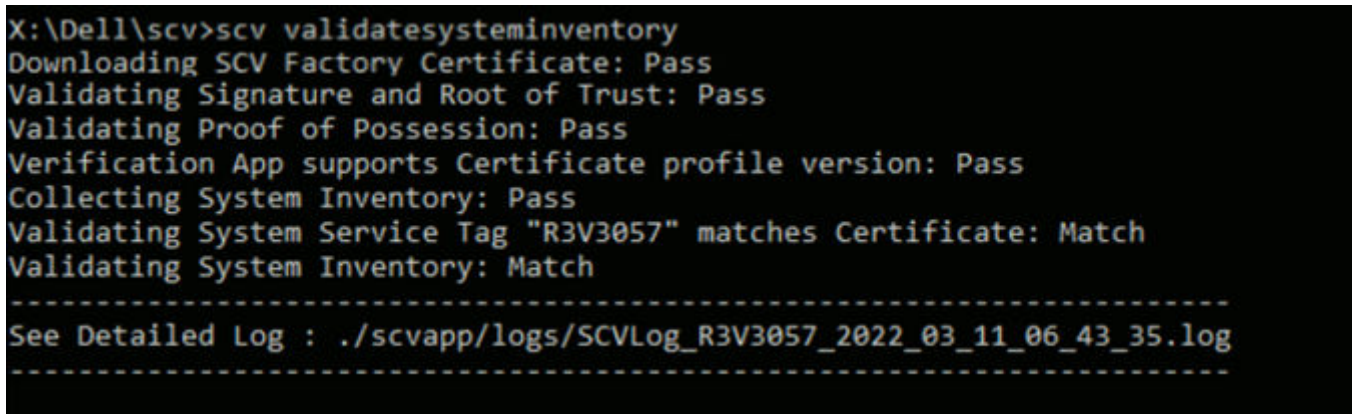 X:\Dell\scv>scv validatesysteminventory
Downloading SCV Factory Certificate: Pass
Validating Signature and Root of Trust: Pass
Validating Proof of Possession: Pass
Verification App supports Certificate profile version: Pass
Collecting System Inventory: Pass
Validating System Service Tag "R3V3057" matches Certificate: Match
Validating System Inventory: Match
-----------------------------------------------------------------------
See Detailed Log : ./scvapp/logs/SCVLog_R3V3057_2022_03_11_06_43_35.log
-----------------------------------------------------------------------